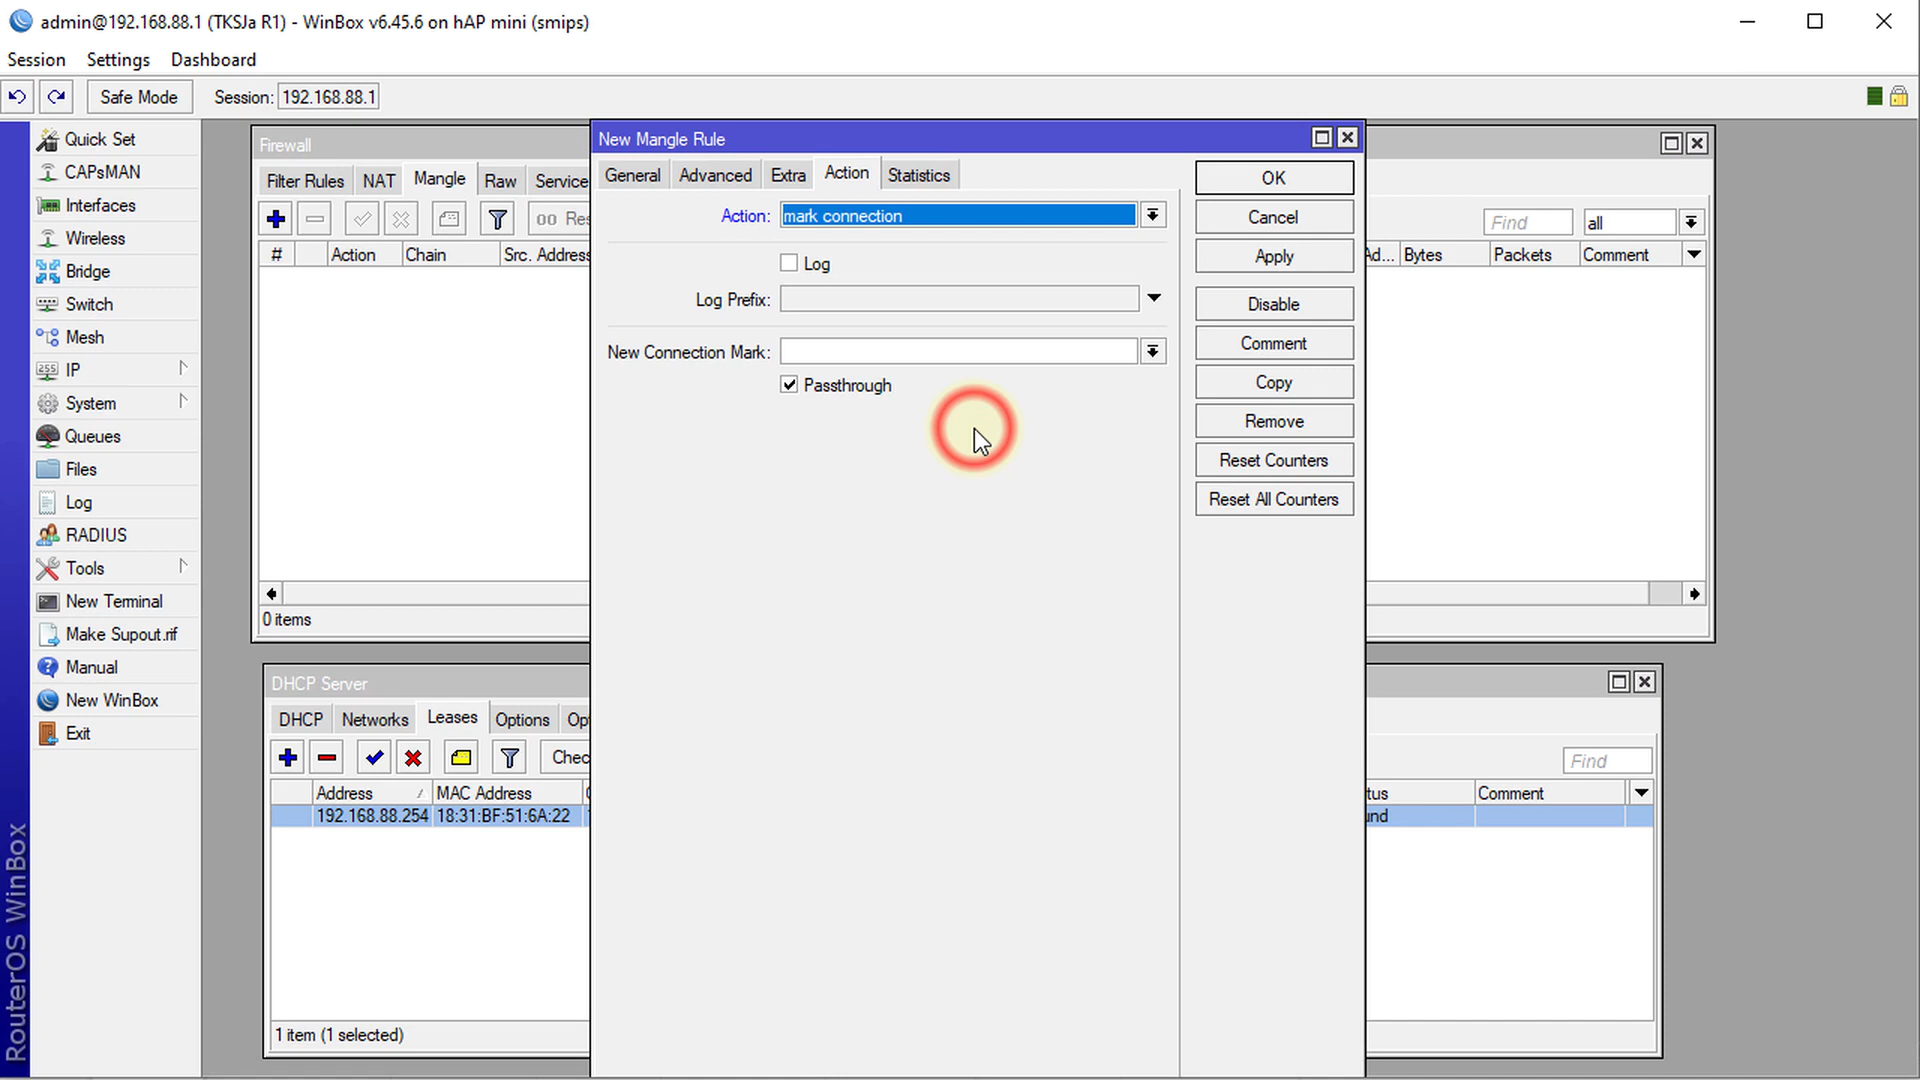 admin@192.168.88.1 (TKSJa R1) - WinBox v6.45.6 on hAP mini (smips)
Session Settings Dashboard
Safe Mode Session: 192.168.88.1
Quick Set
CAPsMAN
Interfaces
Wireless
Bridge
Switch
Mesh
IP
System
Queues
Files
Log
RADIUS
Tools
New Terminal
Make Supout.rif
Manual
New WinBox
Exit
RouterOS WinBox
Firewall
Filter Rules NAT Mangle Raw Service
00 Res
Find all
# Action Chain Src. Address
Ad... Bytes Packets Comment
0 items
New Mangle Rule
General Advanced Extra Action Statistics
Action: mark connection
Log
Log Prefix:
New Connection Mark:
Passthrough
OK
Cancel
Apply
Disable
Comment
Copy
Remove
Reset Counters
Reset All Counters
DHCP Server
DHCP Networks Leases Options Op
Chec
Find
Address MAC Address
tus Comment
192.168.88.254 18:31:BF:51:6A:22
und
1 item (1 selected)